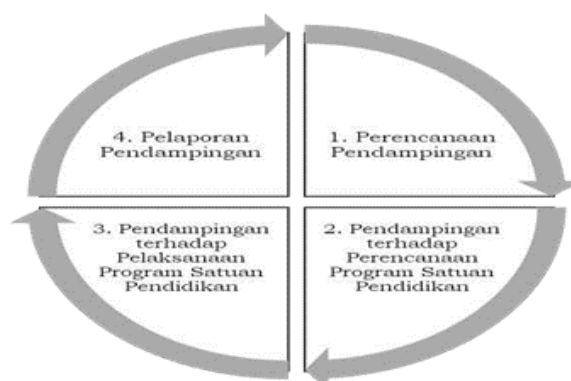 4. Pelaporan
Pendampingan
1. Perencanaan
Pendampingan
3. Pendampingan
terhadap
Pelaksanaan
Program Satuan
Pendidikan
2. Pendampingan
terhadap
Perencanaan
Program Satuan
Pendidikan